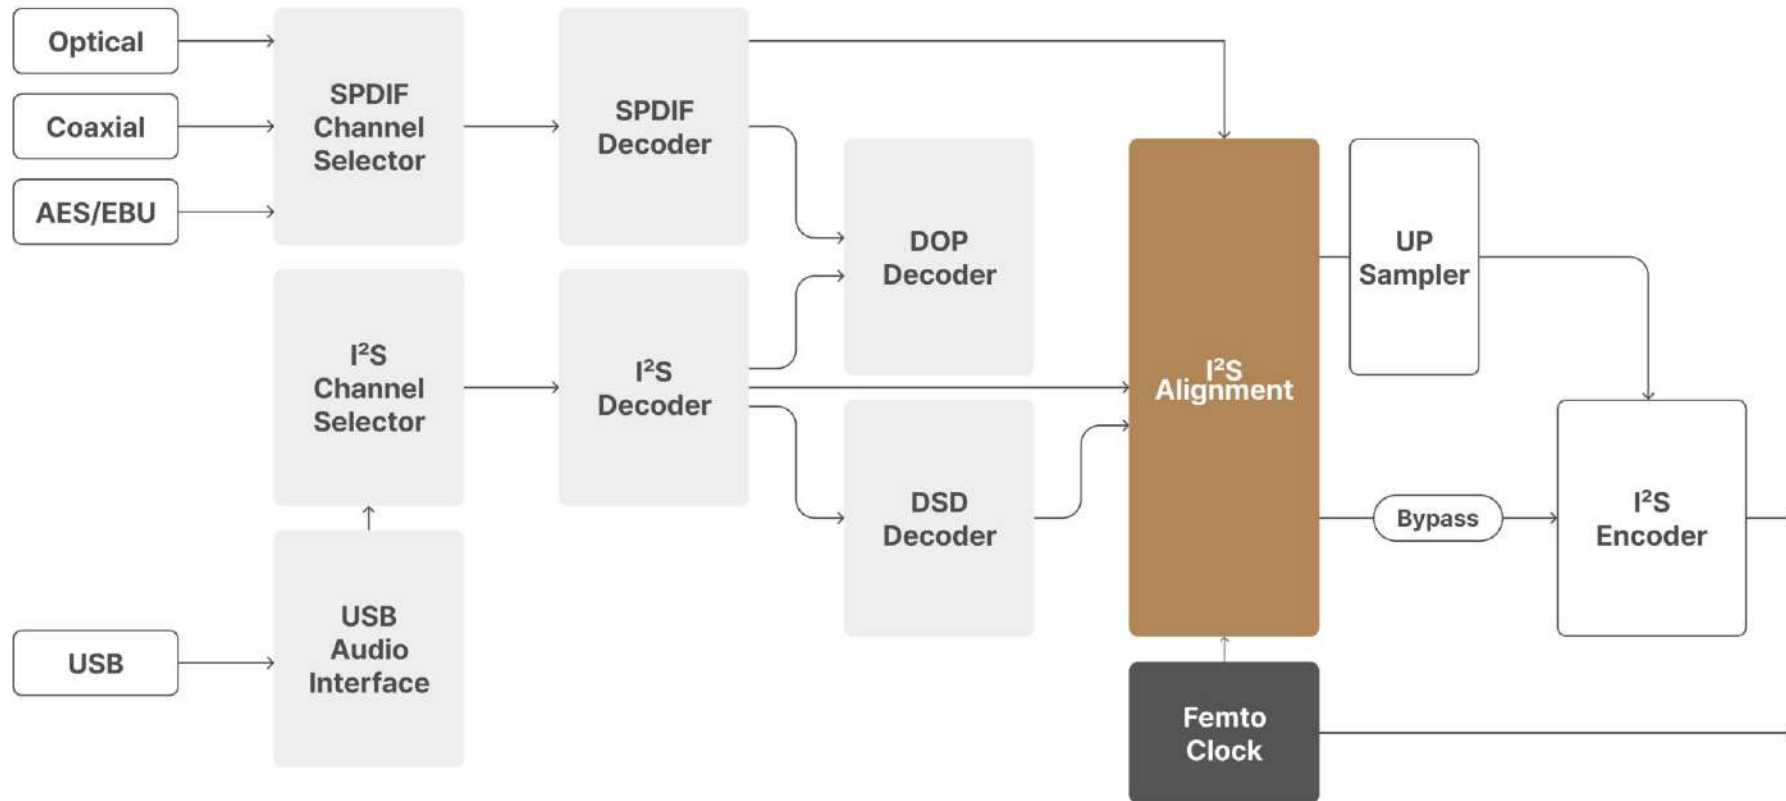 Optical
Coaxial
AES/EBU
SPDIF
Channel
Selector
SPDIF
Decoder
DOP
Decoder
I²S
Channel
Selector
I²S
Decoder
DSD
Decoder
I²S
Alignment
UP
Sampler
Bypass
I²S
Encoder
USB
USB
Audio
Interface
Femto
Clock